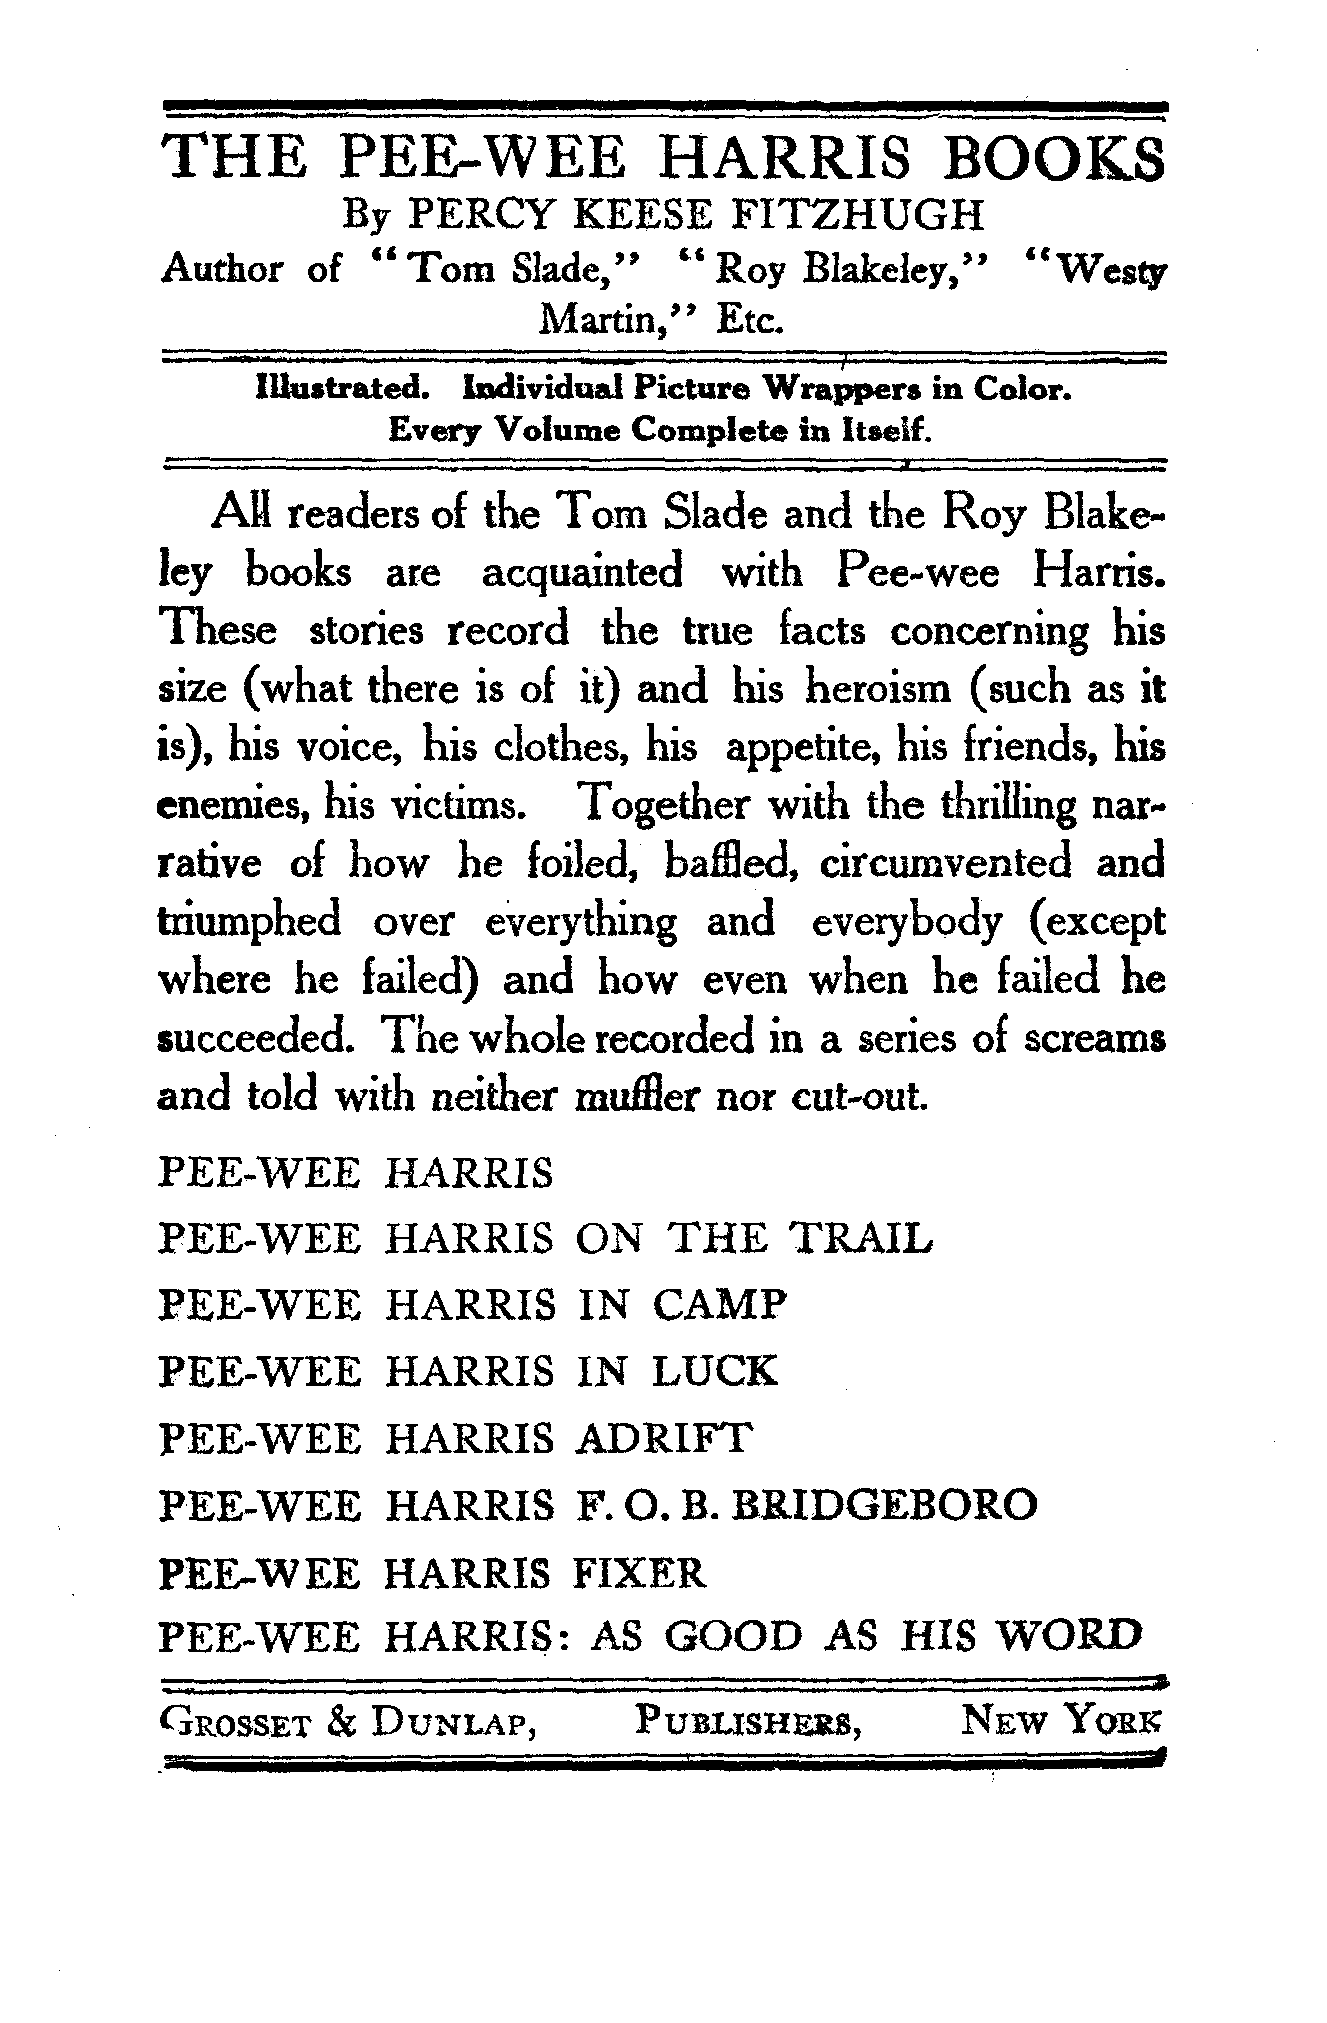 THE PEE-WEE HARRIS BOOKS
By PERCY KEESE FITZHUGH
Author of "Tom Slade," "Roy Blakeley," "Westy
Martin," Etc.
Illustrated. Individual Picture Wrappers in Color.
Every Volume Complete in Itself.
All readers of the Tom Slade and the Roy Blake-
ley books are acquainted with Pee-wee Harris.
These stories record the true facts concerning his
size (what there is of it) and his heroism (such as it
is), his voice, his clothes, his appetite, his friends, his
enemies, his victims. Together with the thrilling nar-
rative of how he foiled, baffled, circumvented and
triumphed over everything and everybody (except
where he failed) and how even when he failed he
succeeded. The whole recorded in a series of screams
and told with neither muffler nor cut-out.
PEE-WEE HARRIS
PEE-WEE HARRIS ON THE TRAIL
PEE-WEE HARRIS IN CAMP
PEE-WEE HARRIS IN LUCK
PEE-WEE HARRIS ADRIFT
PEE-WEE HARRIS F. O. B. BRIDGEBORO
PEE-WEE HARRIS FIXER
PEE-WEE HARRIS: AS GOOD AS HIS WORD
GROSSET & DUNLAP, PUBLISHERS, NEW YORK